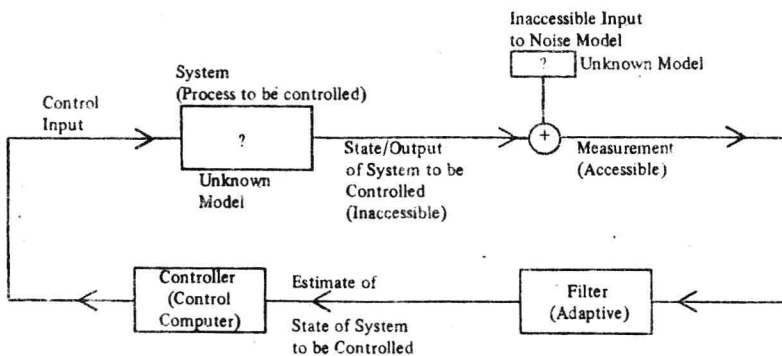 Inaccessible Input
to Noise Model
?
Unknown Model
System
(Process to be controlled)
Control
Input
?
Unknown
Model
State/Output
of System to be
Controlled
(Inaccessible)
+
Measurement
(Accessible)
Controller
(Control
Computer)
Estimate of
State of System
to be Controlled
Filter
(Adaptive)